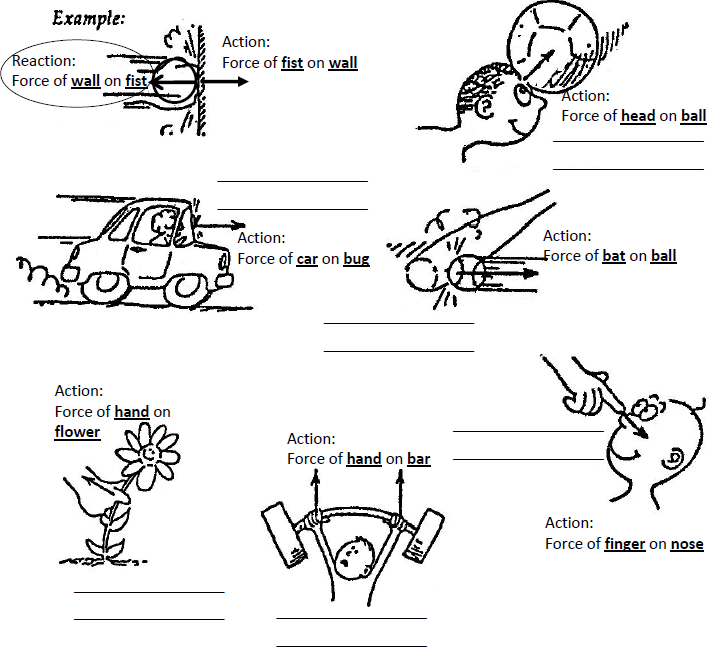 Example:
Reaction:
Force of wall on fist
Action:
Force of fist on wall
Action:
Force of head on ball
Action:
Force of car on bug
Action:
Force of bat on ball
Action:
Force of hand on
flower
Action:
Force of hand on bar
Action:
Force of finger on nose